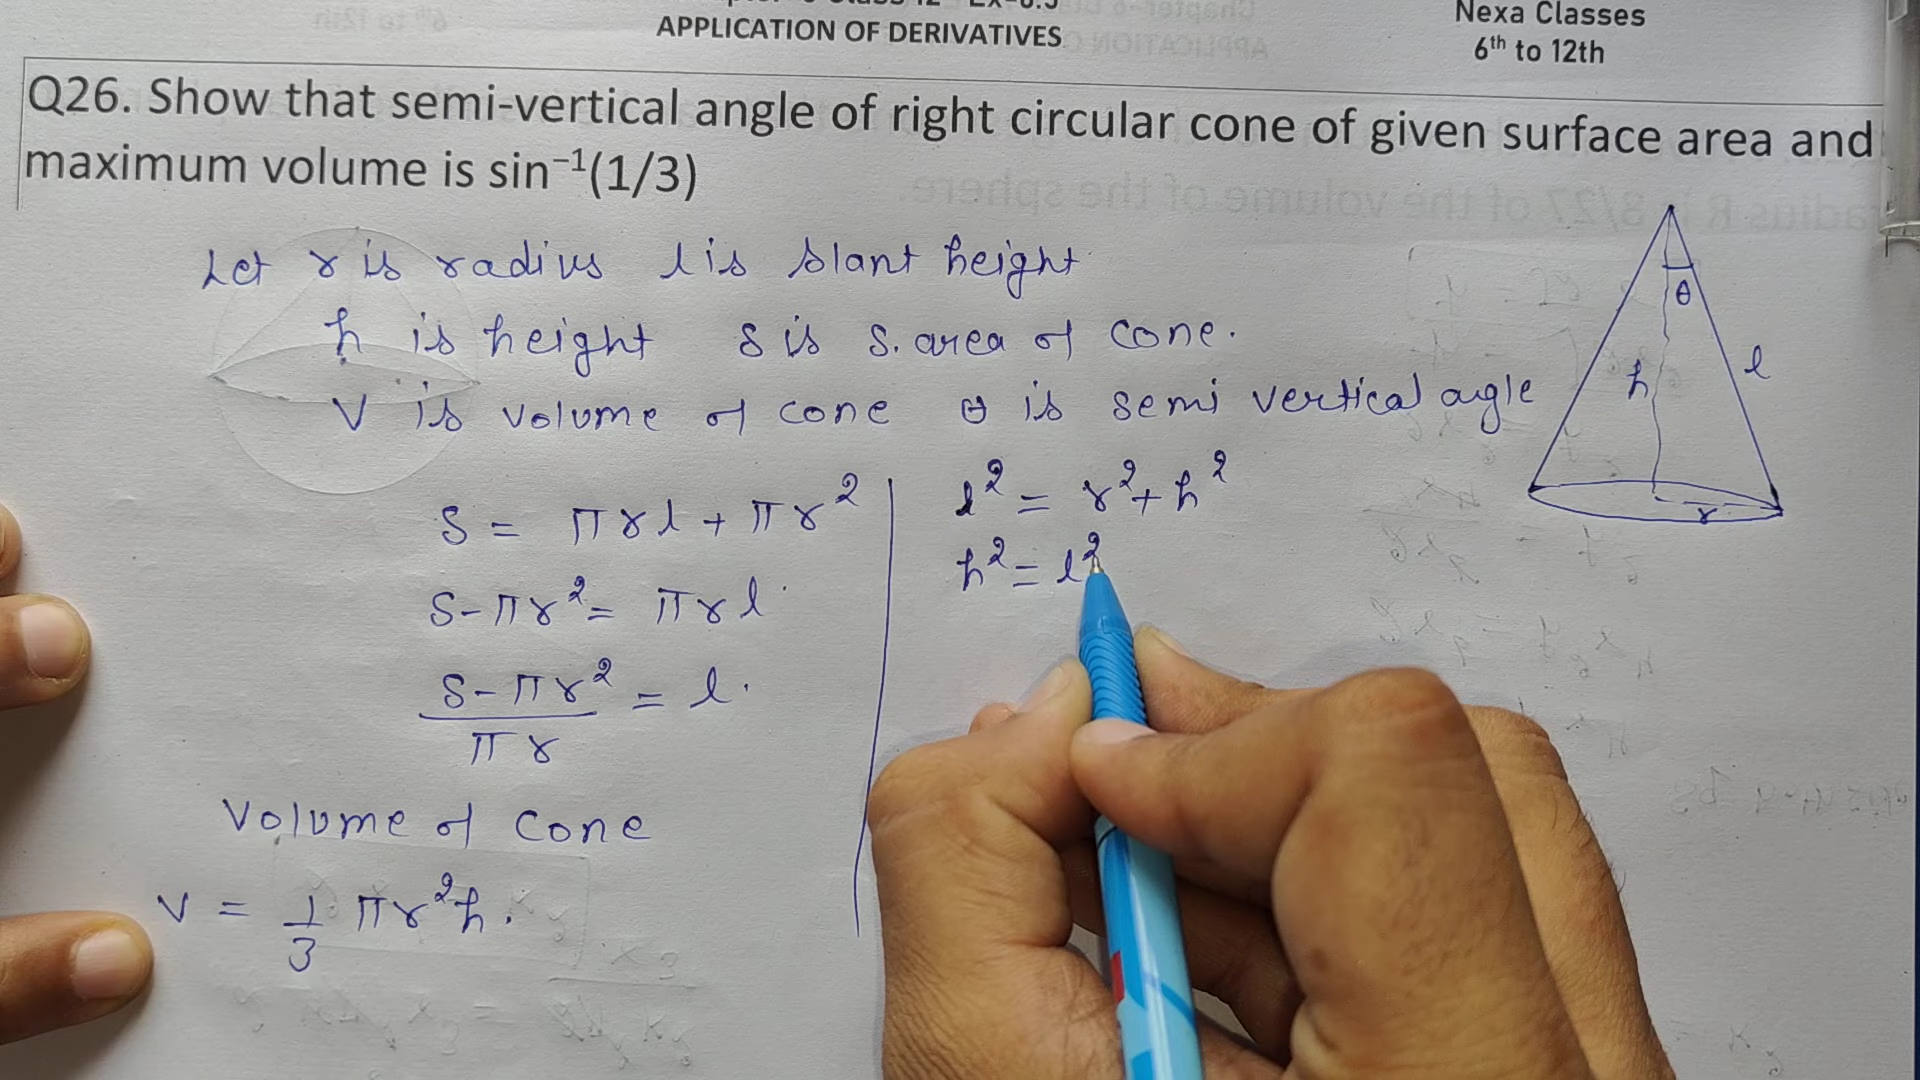 APPLICATION OF DERIVATIVES
Nexa Classes
6th to 12th
Q26. Show that semi-vertical angle of right circular cone of given surface area and
maximum volume is sin⁻¹(1/3)
Let r is radius l is slant height
h is height S is S. area of cone.
V is volume of cone θ is semi vertical angle
S = πrl + πr²
S - πr² = πrl
S - πr² / πr = l.
Volume of cone
V = 1/3 πr²h.
l² = r² + h²
h² = l²
θ
h
l
r